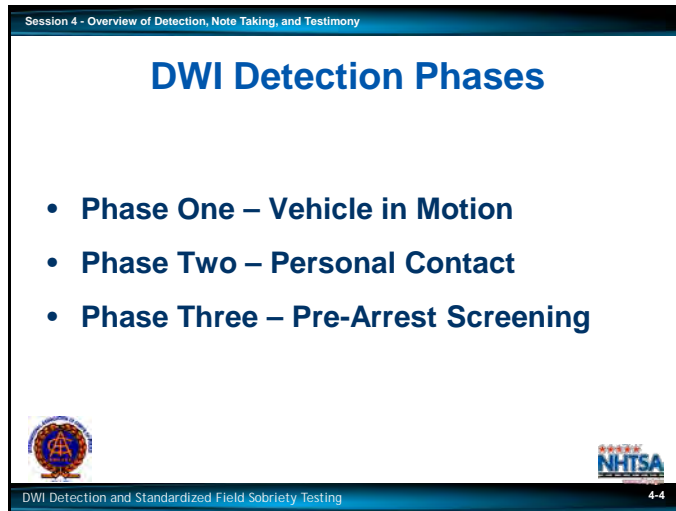 Session 4 - Overview of Detection, Note Taking, and Testimony
DWI Detection Phases
• Phase One – Vehicle in Motion
• Phase Two – Personal Contact
• Phase Three – Pre-Arrest Screening
NHTSA
DWI Detection and Standardized Field Sobriety Testing
4-4